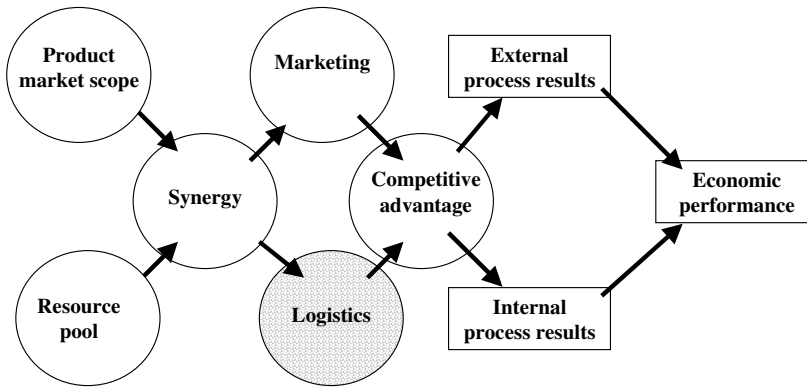 Product
market scope
Marketing
External
process results
Synergy
Competitive
advantage
Economic
performance
Resource
pool
Logistics
Internal
process results